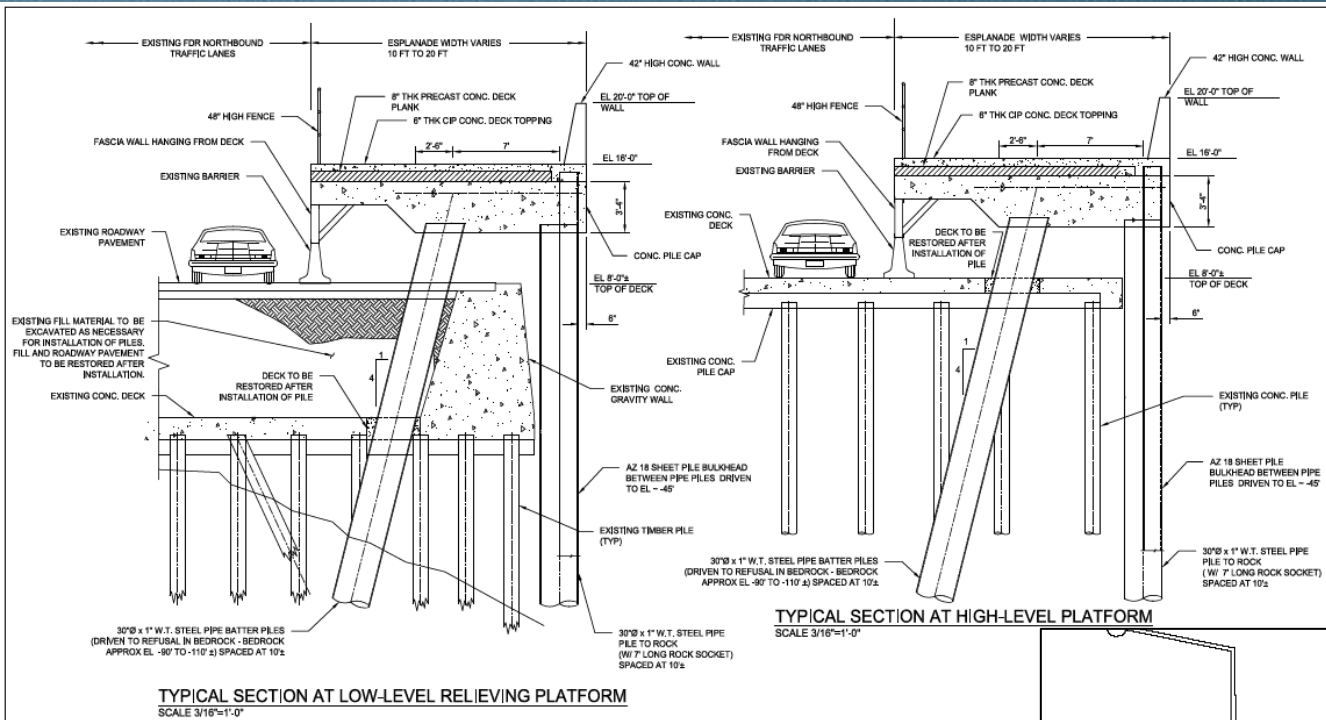 EXISTING FDR NORTHBOUND
TRAFFIC LANES
ESPLANADE WIDTH VARIES
10 FT TO 20 FT
42" HIGH CONC. WALL
8" THK PRECAST CONC. DECK
PLANK
EL 20'-0" TOP OF
WALL
48" HIGH FENCE
6" THK CIP CONC. DECK TOPPING
2'-6"
7'
FASCIA WALL HANGING FROM DECK
EL 16'-0"
EXISTING BARRIER
3'-4"
EXISTING ROADWAY
PAVEMENT
CONC. PILE CAP
EL 8'-0"±
TOP OF DECK
6"
EXISTING FILL MATERIAL TO BE
EXCAVATED AS NECESSARY
FOR INSTALLATION OF PILES.
FILL AND ROADWAY PAVEMENT
TO BE RESTORED AFTER
INSTALLATION.
1
4
DECK TO BE
RESTORED AFTER
INSTALLATION OF PILE
EXISTING CONC.
GRAVITY WALL
EXISTING CONC. DECK
AZ 18 SHEET PILE BULKHEAD
BETWEEN PIPE PILES DRIVEN
TO EL ~ -45'
EXISTING TIMBER PILE
(TYP)
30"Ø x 1" W.T. STEEL PIPE BATTER PILES
(DRIVEN TO REFUSAL IN BEDROCK - BEDROCK
APPROX EL -90' TO -110' ±) SPACED AT 10'±
30"Ø x 1" W.T. STEEL PIPE
PILE TO ROCK
(W/ 7' LONG ROCK SOCKET)
SPACED AT 10'±
TYPICAL SECTION AT LOW-LEVEL RELIEVING PLATFORM
SCALE 3/16"=1'-0"
EXISTING FDR NORTHBOUND
TRAFFIC LANES
ESPLANADE WIDTH VARIES
10 FT TO 20 FT
42" HIGH CONC. WALL
8" THK PRECAST CONC. DECK
PLANK
EL 20'-0" TOP OF
WALL
48" HIGH FENCE
6" THK CIP CONC. DECK TOPPING
2'-6"
7'
FASCIA WALL HANGING
FROM DECK
EL 16'-0"
EXISTING BARRIER
3'-4"
EXISTING CONC.
DECK
DECK TO BE
RESTORED AFTER
INSTALLATION OF
PILE
CONC. PILE CAP
EL 8'-0"±
TOP OF DECK
6"
EXISTING CONC.
PILE CAP
1
4
EXISTING CONC. PILE
(TYP)
AZ 18 SHEET PILE
BULKHEAD BETWEEN PIPE
PILES DRIVEN TO EL ~ -45'
30"Ø x 1" W.T. STEEL PIPE BATTER PILES
(DRIVEN TO REFUSAL IN BEDROCK - BEDROCK
APPROX EL -90' TO -110' ±) SPACED AT 10'±
30"Ø x 1" W.T. STEEL PIPE
PILE TO ROCK
( W/ 7' LONG ROCK SOCKET)
SPACED AT 10'±
TYPICAL SECTION AT HIGH-LEVEL PLATFORM
SCALE 3/16"=1'-0"